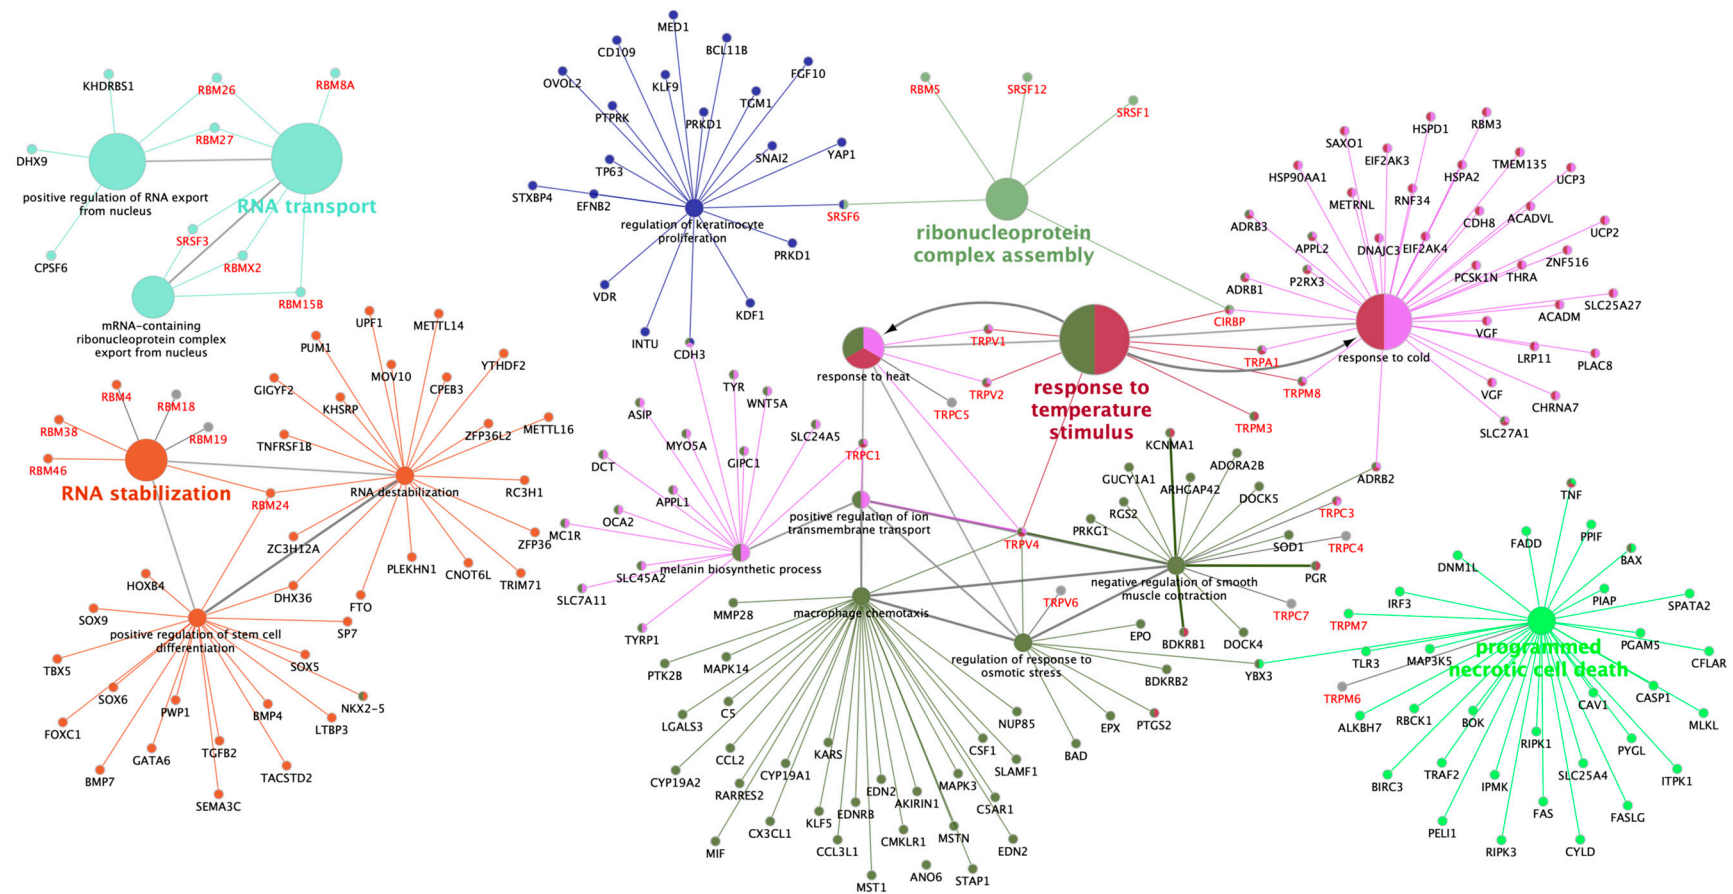 KHDRBS1
RBM26
RBM8A
RBM27
DHX9
positive regulation of RNA export
from nucleus
RNA transport
SRSF3
RBMX2
CPSF6
RBM15B
mRNA-containing
ribonucleoprotein complex
export from nucleus
MED1
CD109
BCL11B
OVOL2
KLF9
FGF10
TGM1
PTPRK
PRKD1
SNAI2
YAP1
TP63
STXBP4
EFNB2
SRSF6
regulation of keratinocyte
proliferation
PRKD1
VDR
KDF1
INTU
CDH3
RBM5
SRSF12
SRSF1
ribonucleoprotein
complex assembly
SAXO1
HSPD1
RBM3
EIF2AK3
TMEM135
HSP90AA1
HSPA2
UCP3
METRNL
RNF34
ADRB3
CDH8
ACADVL
APPL2
DNAJC3
EIF2AK4
UCP2
P2RX3
PCSK1N
THRA
ZNF516
ADRB1
SLC25A27
CIRBP
ACADM
VGF
response to cold
LRP11
PLAC8
VGF
CHRNA7
SLC27A1
TRPV1
TRPA1
response to heat
TRPV2
TRPM8
TRPC5
response to
temperature
stimulus
TRPM3
UPF1
METTL14
PUM1
YTHDF2
MOV10
GIGYF2
CPEB3
KHSRP
RBM4
RBM18
RBM38
RBM19
TNFRSF1B
ZFP36L2
METTL16
RBM46
RNA stabilization
RNA destabilization
RC3H1
RBM24
ZC3H12A
ZFP36
PLEKHN1
CNOT6L
TRIM71
HOXB4
DHX36
FTO
SOX9
SP7
positive regulation of stem cell
differentiation
SOX5
TBX5
SOX6
NKX2-5
PWP1
BMP4
LTBP3
FOXC1
GATA6
TGFB2
TACSTD2
BMP7
SEMA3C
TYR
WNT5A
ASIP
MYO5A
SLC24A5
GIPC1
TRPC1
DCT
APPL1
OCA2
MC1R
positive regulation of ion
transmembrane transport
TRPV4
SLC45A2
melanin biosynthetic process
SLC7A11
TYRP1
KCNMA1
ADORA2B
GUCY1A1
ARHGAP42
ADRB2
DOCK5
RGS2
PRKG1
TRPC3
SOD1
TRPC4
negative regulation of smooth
muscle contraction
PGR
TRPC7
TRPV6
macrophage chemotaxis
MMP28
EPO
BDKRB1
DOCK4
regulation of response to
osmotic stress
PTK2B
MAPK14
BDKRB2
YBX3
LGALS3
C5
NUP85
EPX
PTGS2
CCL2
KARS
CSF1
BAD
CYP19A2
CYP19A1
SLAMF1
RARRES2
EDN2
MAPK3
EDNRB
AKIRIN1
C5AR1
CX3CL1
KLF5
CMKLR1
MSTN
MIF
CCL3L1
EDN2
MST1
ANO6
STAP1
TNF
FADD
PPIF
DNM1L
BAX
IRF3
PIAP
SPATA2
TRPM7
programmed
necrotic cell death
TLR3
MAP3K5
PGAM5
CFLAR
TRPM6
CASP1
ALKBH7
RBCK1
BOK
CAV1
MLKL
RIPK1
PYGL
BIRC3
TRAF2
IPMK
SLC25A4
ITPK1
FAS
FASLG
PELI1
RIPK3
CYLD